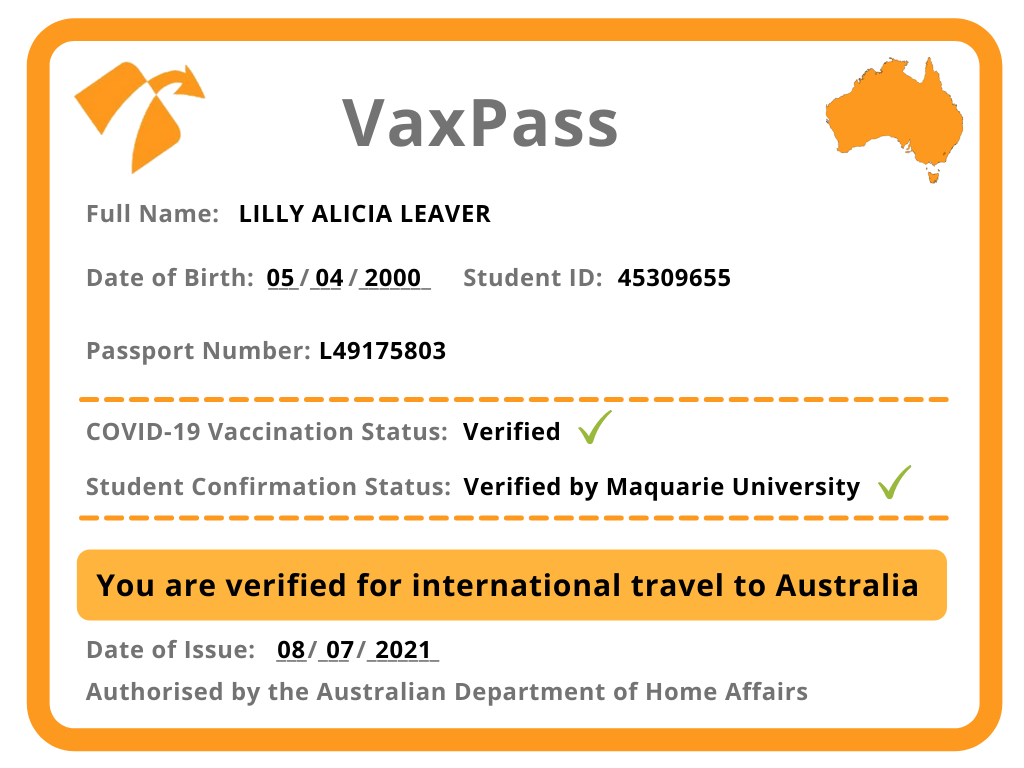 VaxPass
Full Name: LILLY ALICIA LEAVER
Date of Birth: 05 / 04 / 2000 Student ID: 45309655
Passport Number: L49175803
COVID-19 Vaccination Status: Verified
Student Confirmation Status: Verified by Maquarie University
You are verified for international travel to Australia
Date of Issue: 08 / 07 / 2021
Authorised by the Australian Department of Home Affairs